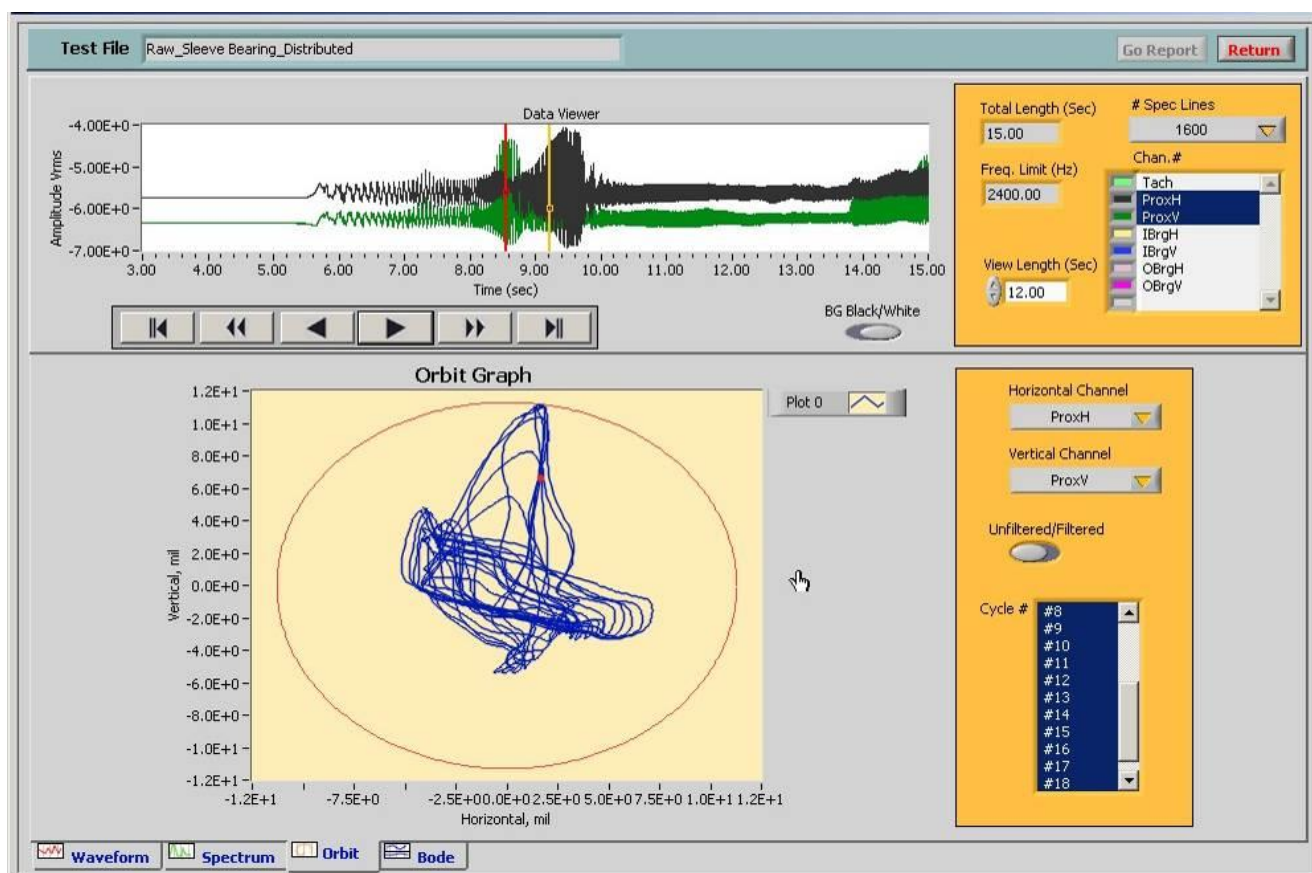 Test File Raw_Sleeve Bearing_Distributed Go Report Return
Data Viewer
Amplitude Vrms
-4.00E+0
-5.00E+0
-6.00E+0
-7.00E+0
3.00 4.00 5.00 6.00 7.00 8.00 9.00 10.00 11.00 12.00 13.00 14.00 15.00
Time (sec)
BG Black/White
Total Length (Sec)
15.00
Freq. Limit (Hz)
2400.00
View Length (Sec)
12.00
# Spec Lines
1600
Chan.#
Tach
ProxH
ProxV
IBrgH
IBrgV
OBrgH
OBrgV
Orbit Graph
Plot 0
Vertical, mil
1.2E+1
1.0E+1
8.0E+0
6.0E+0
4.0E+0
2.0E+0
0.0E+0
-2.0E+0
-4.0E+0
-6.0E+0
-8.0E+0
-1.0E+1
-1.2E+1
-1.2E+1 -7.5E+0 -2.5E+0 0.0E+0 2.5E+0 5.0E+0 7.5E+0 1.0E+1 1.2E+1
Horizontal, mil
Horizontal Channel
ProxH
Vertical Channel
ProxV
Unfiltered/Filtered
Cycle #
#8
#9
#10
#11
#12
#13
#14
#15
#16
#17
#18
Waveform Spectrum Orbit Bode